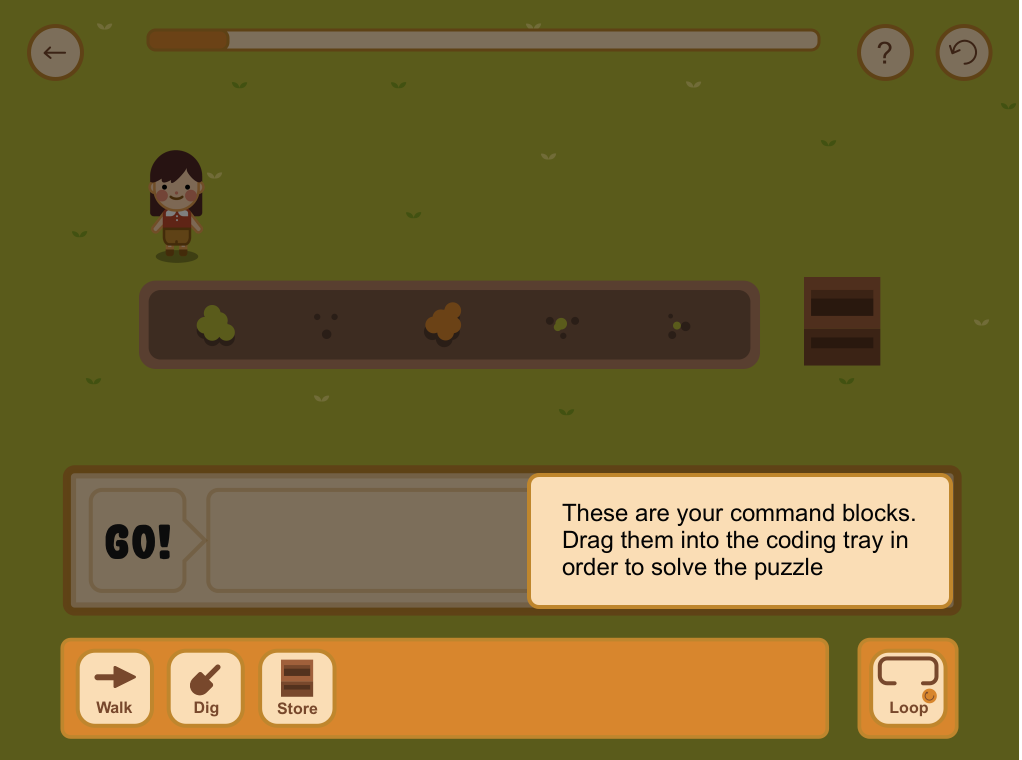 ?
GO!
These are your command blocks.
Drag them into the coding tray in
order to solve the puzzle
Walk
Dig
Store
Loop